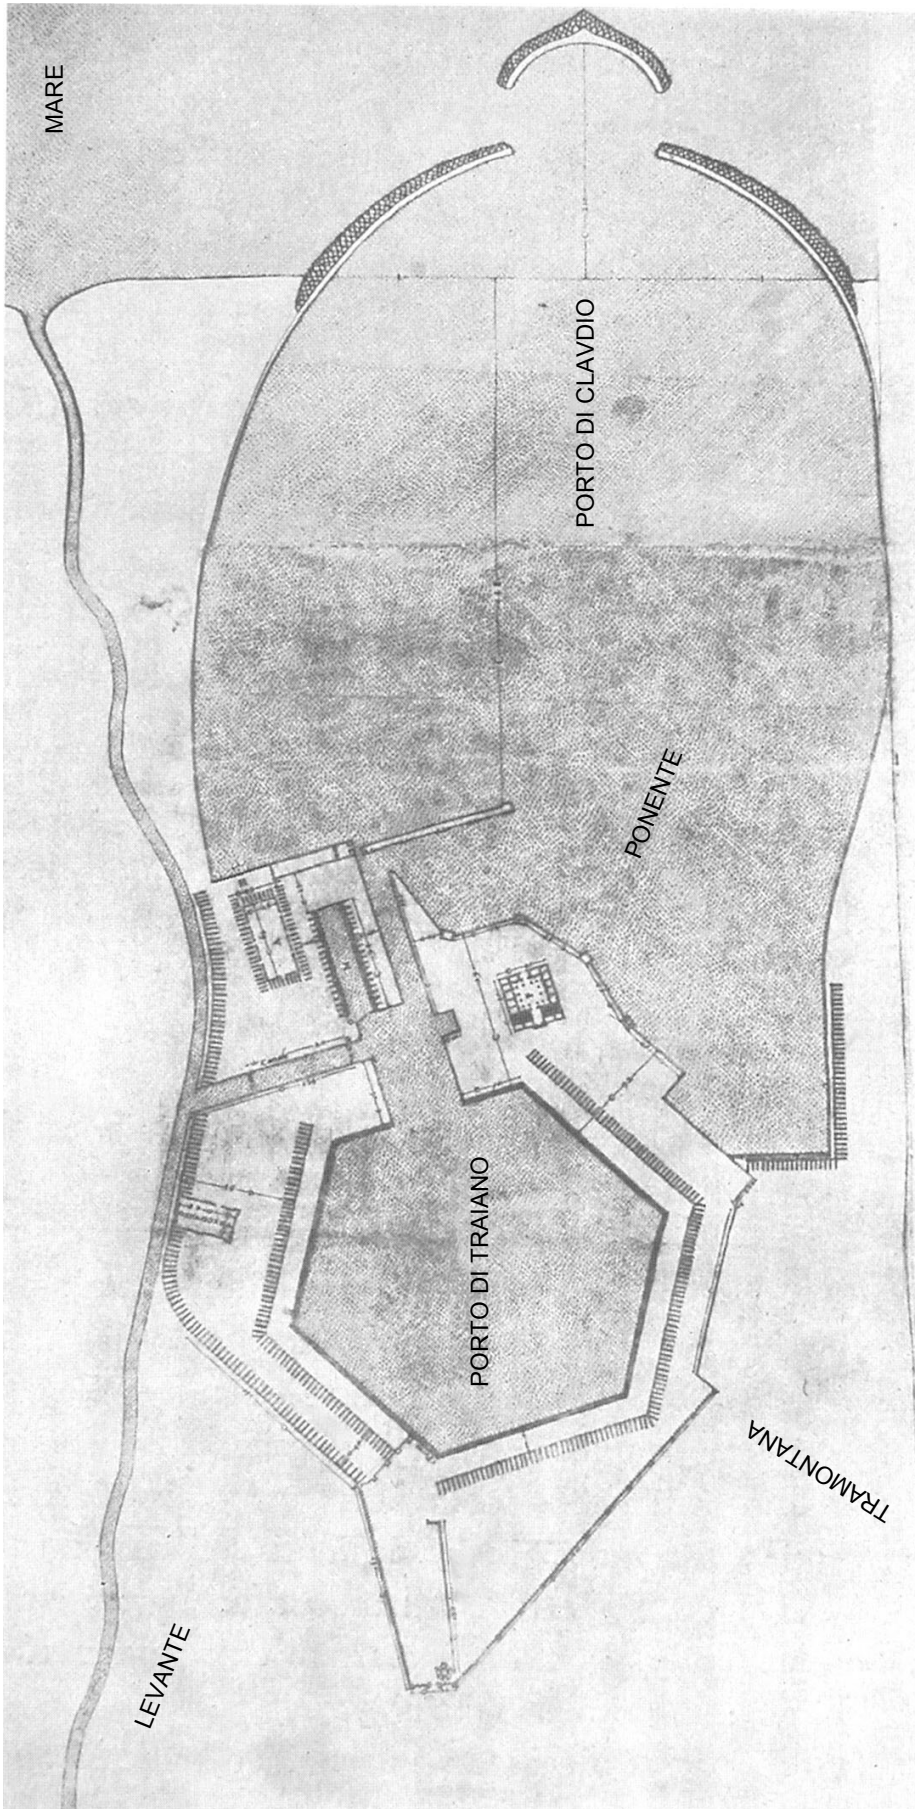 MARE
PORTO DI CLAVDIO
PONENTE
PORTO DI TRAIANO
TRAMONTANA
LEVANTE